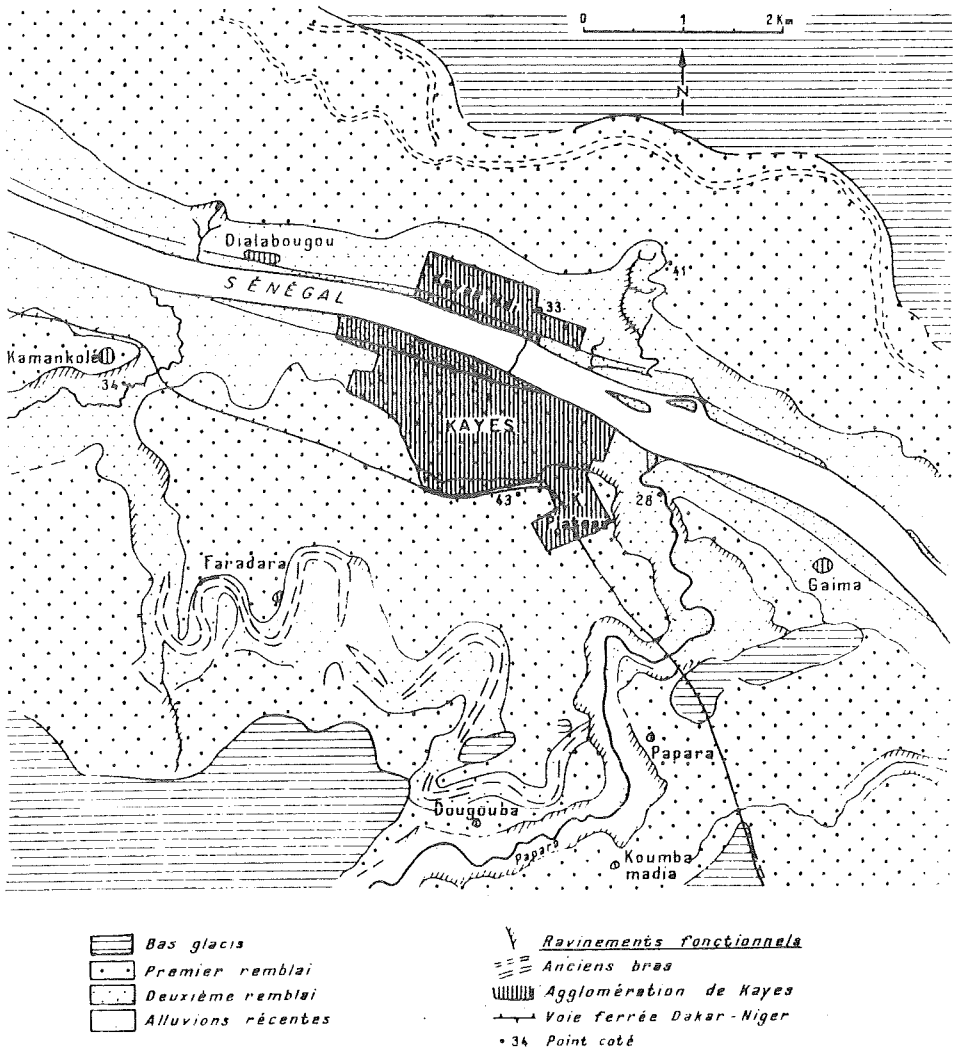 0 1 2 Km
N
Dialabougou
SÉNÉGAL
41
33
Kamankolé
34
KAYES
43
K.
Plateau
28
Faradara
Gaima
Papara
Dougouba
Papara
Koumba
madia
Bas glacis
Premier remblai
Deuxième remblai
Alluvions récentes
Ravinements fonctionnels
Anciens bras
Agglomération de Kayes
Voie ferrée Dakar-Niger
• 34 Point coté